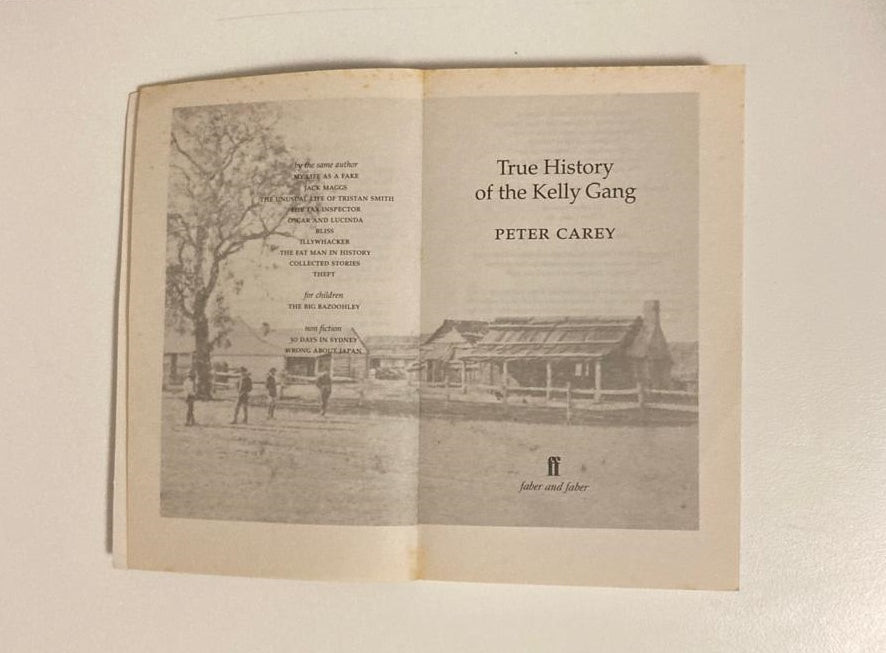 by the same author
MY LIFE AS A FAKE
JACK MAGGS
THE UNUSUAL LIFE OF TRISTAN SMITH
THE TAX INSPECTOR
OSCAR AND LUCINDA
BLISS
ILLYWHACKER
THE FAT MAN IN HISTORY
COLLECTED STORIES
THEFT
for children
THE BIG BAZOOHLEY
non fiction
30 DAYS IN SYDNEY
WRONG ABOUT JAPAN
True History
of the Kelly Gang
PETER CAREY
ff
faber and faber